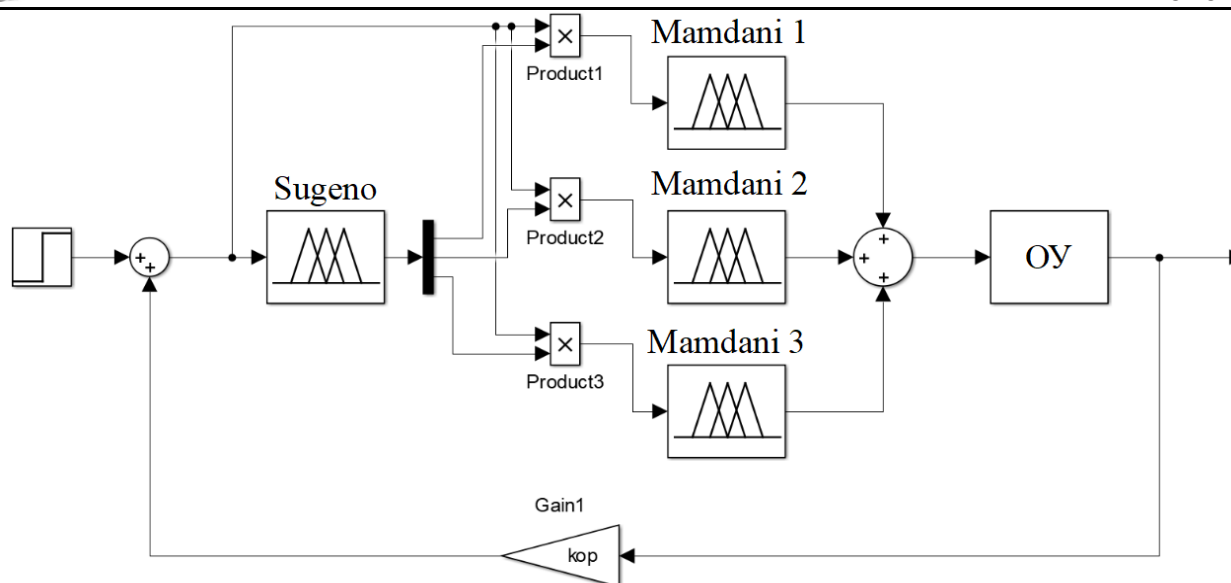 Mamdani 1
Product1
Sugeno
Mamdani 2
Product2
ОУ
Mamdani 3
Product3
Gain1
kop